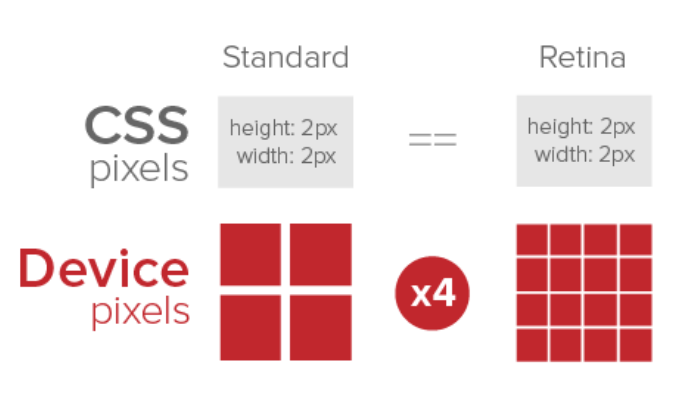 Standard
Retina
CSS
pixels
height: 2px
width: 2px
==
height: 2px
width: 2px
Device
pixels
x4